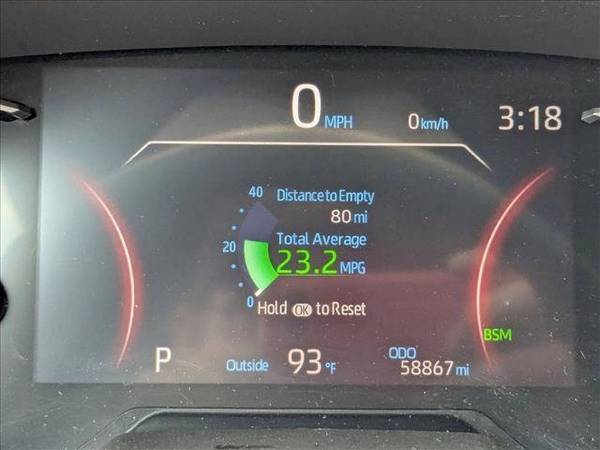 0 MPH 0 km/h 3:18
40 Distance to Empty
80 mi
20 Total Average
23.2 MPG
0 Hold OK to Reset
BSM
P Outside 93 °F ODO 58867 mi